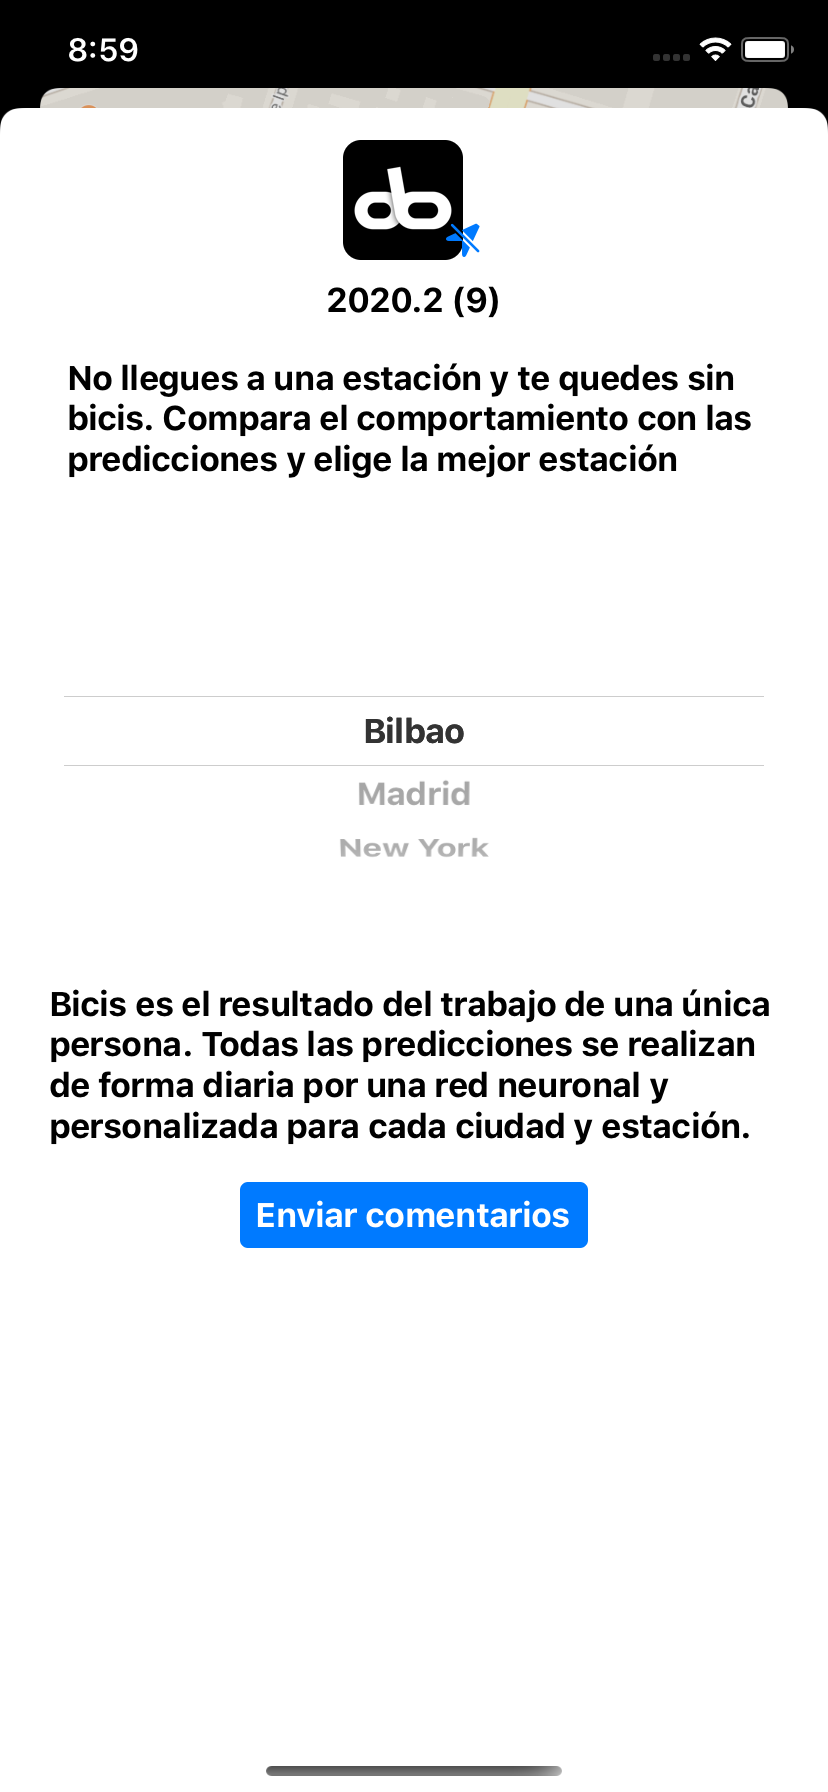 8:59
2020.2 (9)
No llegues a una estación y te quedes sin
bicis. Compara el comportamiento con las
predicciones y elige la mejor estación
Bilbao
Madrid
New York
Bicis es el resultado del trabajo de una única
persona. Todas las predicciones se realizan
de forma diaria por una red neuronal y
personalizada para cada ciudad y estación.
Enviar comentarios